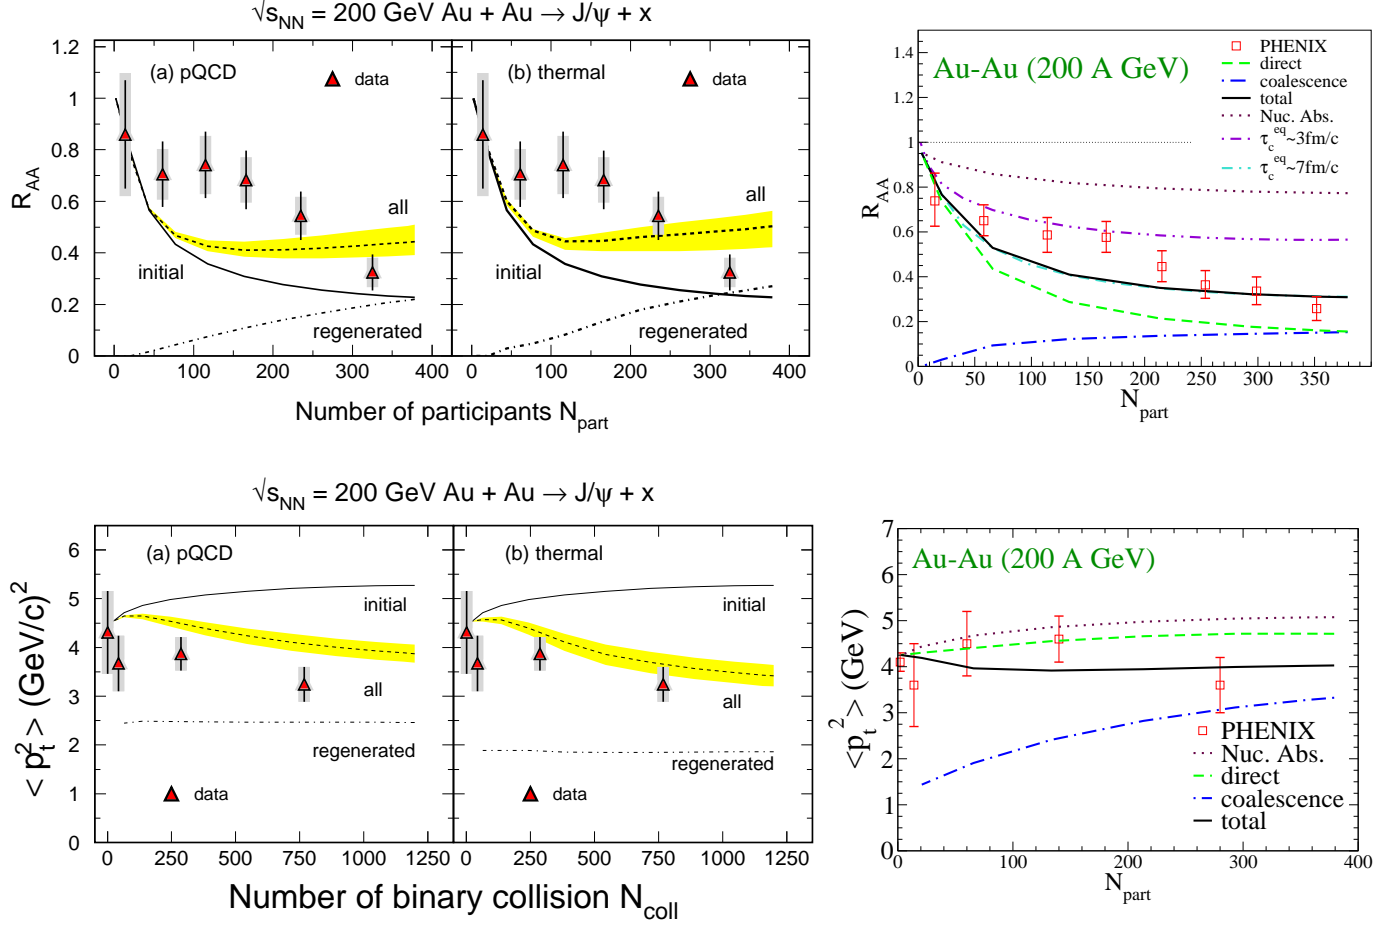 √s_NN = 200 GeV Au + Au → J/ψ + x
R_AA
1.2
1
0.8
0.6
0.4
0.2
0
(a) pQCD
data
all
initial
regenerated
(b) thermal
data
all
initial
regenerated
0 100 200 300 400
0 100 200 300 400
Number of participants N_part
R_AA
1.4
1.2
1
0.8
0.6
0.4
0.2
0
Au-Au (200 A GeV)
PHENIX
direct
coalescence
total
Nuc. Abs.
τ_c^eq~3fm/c
τ_c^eq~7fm/c
0 50 100 150 200 250 300 350
N_part
√s_NN = 200 GeV Au + Au → J/ψ + x
< p_t^2 > (GeV/c)^2
6
5
4
3
2
1
0
(a) pQCD
initial
all
regenerated
data
(b) thermal
initial
all
regenerated
data
0 250 500 750 1000 1250
0 250 500 750 1000 1250
Number of binary collision N_coll
<p_t^2> (GeV)
7
6
5
4
3
2
1
0
Au-Au (200 A GeV)
PHENIX
Nuc. Abs.
direct
coalescence
total
0 100 200 300 400
N_part